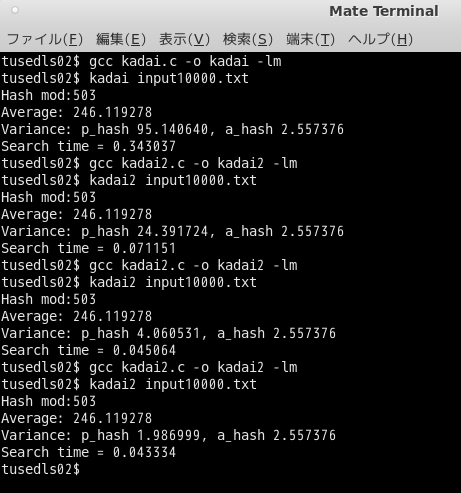 Mate Terminal
ファイル(F) 編集(E) 表示(V) 検索(S) 端末(T) ヘルプ(H)
tusedls02$ gcc kadai.c -o kadai -lm
tusedls02$ kadai input10000.txt
Hash mod:503
Average: 246.119278
Variance: p_hash 95.140640, a_hash 2.557376
Search time = 0.343037
tusedls02$ gcc kadai2.c -o kadai2 -lm
tusedls02$ kadai2 input10000.txt
Hash mod:503
Average: 246.119278
Variance: p_hash 24.391724, a_hash 2.557376
Search time = 0.071151
tusedls02$ gcc kadai2.c -o kadai2 -lm
tusedls02$ kadai2 input10000.txt
Hash mod:503
Average: 246.119278
Variance: p_hash 4.060531, a_hash 2.557376
Search time = 0.045064
tusedls02$ gcc kadai2.c -o kadai2 -lm
tusedls02$ kadai2 input10000.txt
Hash mod:503
Average: 246.119278
Variance: p_hash 1.986999, a_hash 2.557376
Search time = 0.043334
tusedls02$